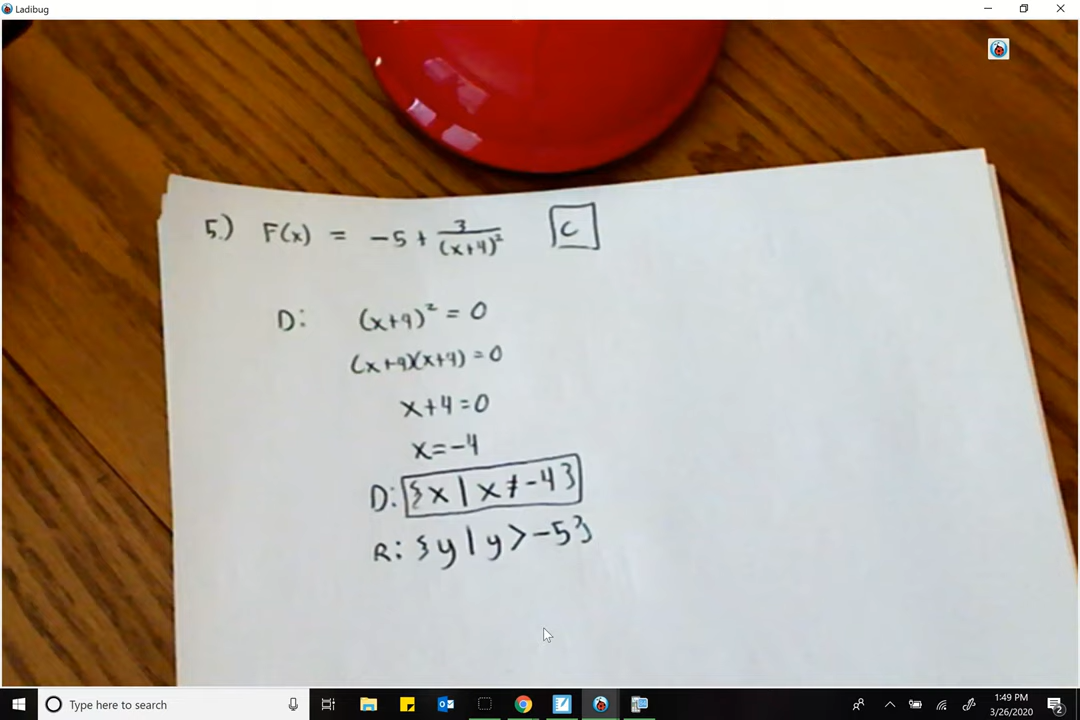 Ladibug
5.) F(x) = -5 + 3/(x+4)² C
D: (x+4)² = 0
(x+4)(x+4) = 0
x+4=0
x=-4
D: {x | x ≠ -4}
R: {y | y > -5}
Type here to search
1:49 PM
3/26/2020
2